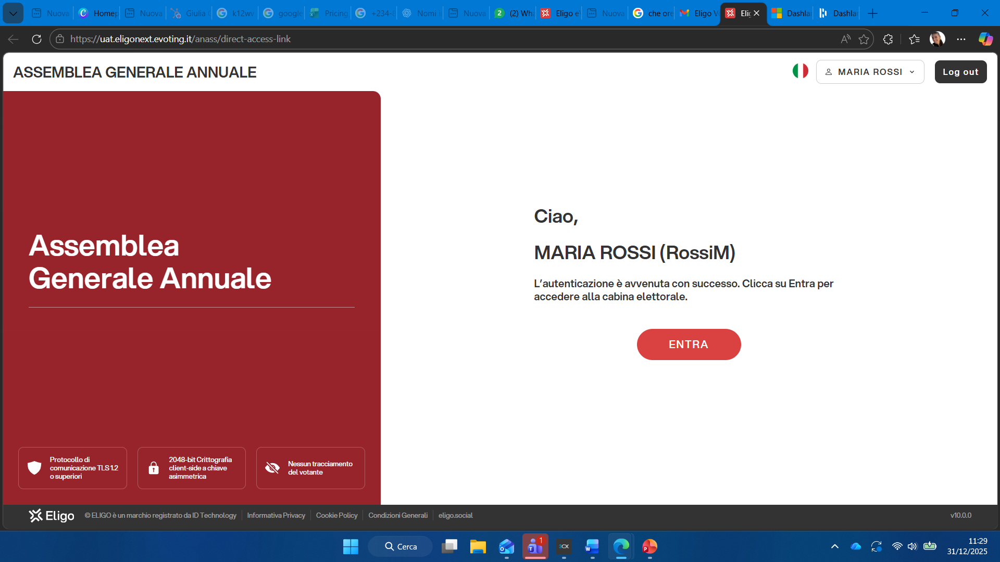 Nuova
Homep
Nuova
Giulia
k12wv
google
Pricing
Nomi
Nuova
(2) Wha
Eligo e
Nuova
che ore
Eligo V
Elig
Dashla
Dashla
https://uat.eligonext.evoting.it/anass/direct-access-link
ASSEMBLEA GENERALE ANNUALE
MARIA ROSSI
Log out
Assemblea
Generale Annuale
Ciao,
MARIA ROSSI (RossiM)
L'autenticazione è avvenuta con successo. Clicca su Entra per
accedere alla cabina elettorale.
ENTRA
Protocollo di
comunicazione TLS 1.2
o superiori
2048-bit Crittografia
client-side a chiave
asimmetrica
Nessun tracciamento
del votante
Eligo
© ELIGO è un marchio registrato da ID Technology
Informativa Privacy
Cookie Policy
Condizioni Generali
eligo.social
v10.0.0
Cerca
1
3CX
11:29
31/12/2025